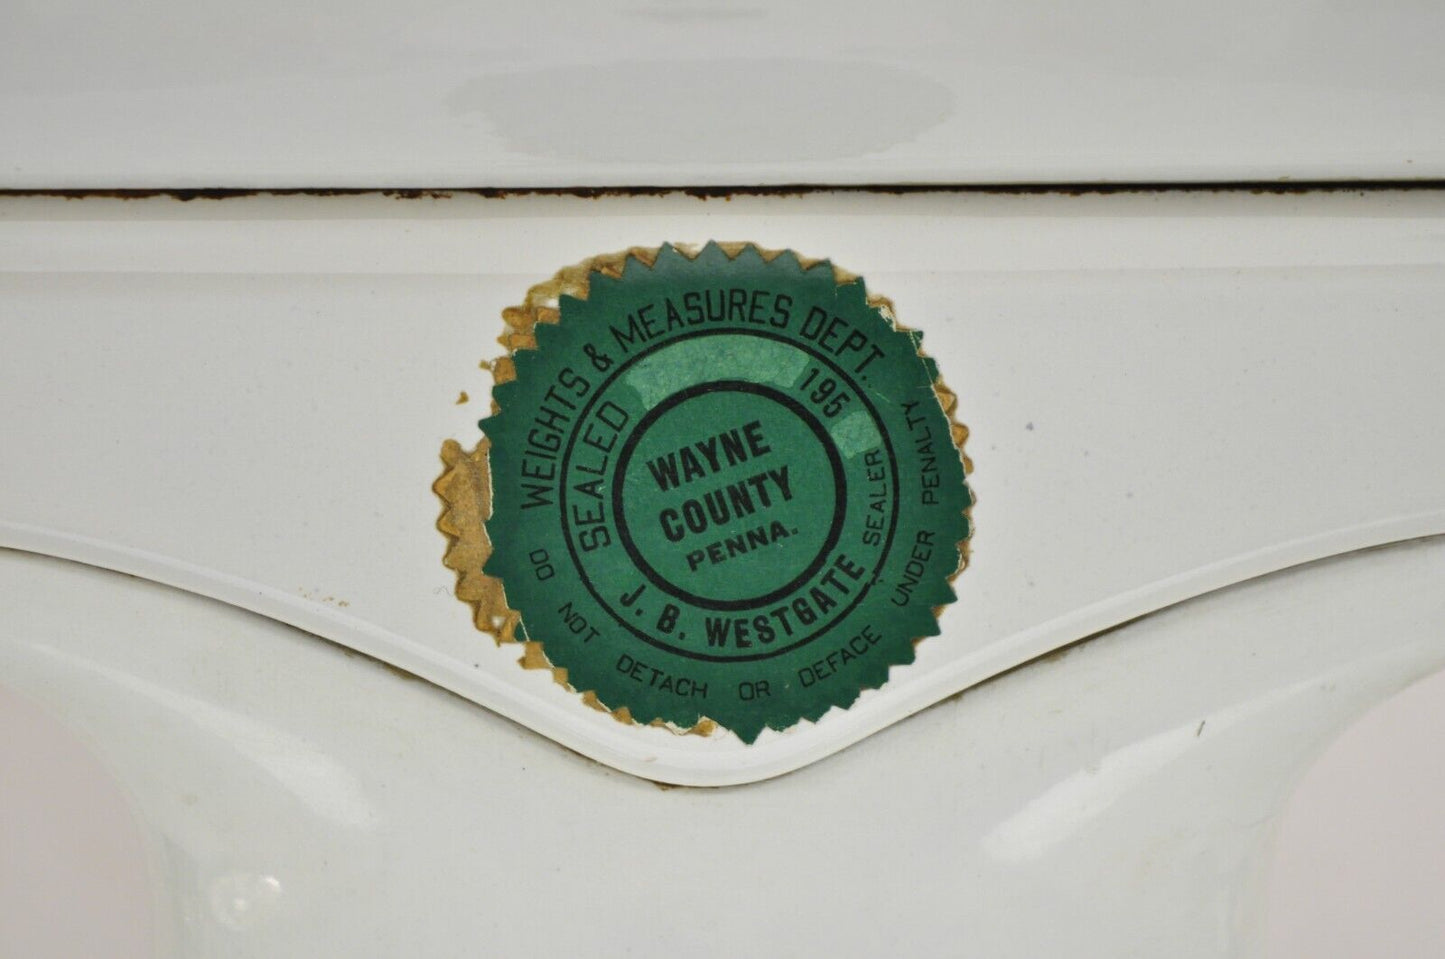 WEIGHTS & MEASURES DEPT.
DO NOT DETACH OR DEFACE UNDER PENALTY
SEALED 195
J. B. WESTGATE SEALER
WAYNE
COUNTY
PENNA.